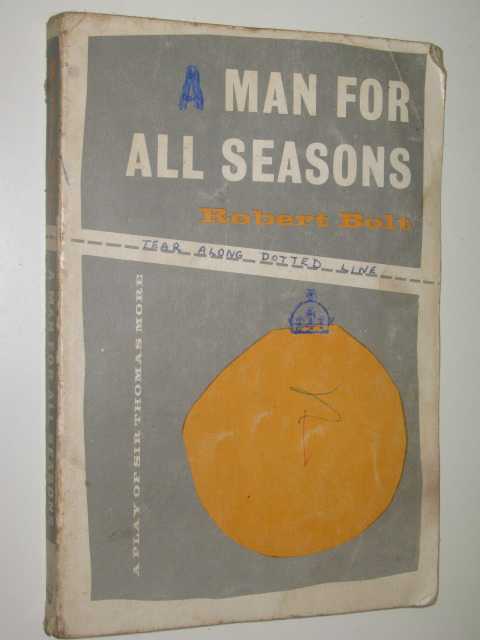 A MAN FOR
ALL SEASONS
Robert Bolt
TEAR ALONG DOTTED LINE
A PLAY OF SIR THOMAS MORE
A MAN FOR ALL SEASONS